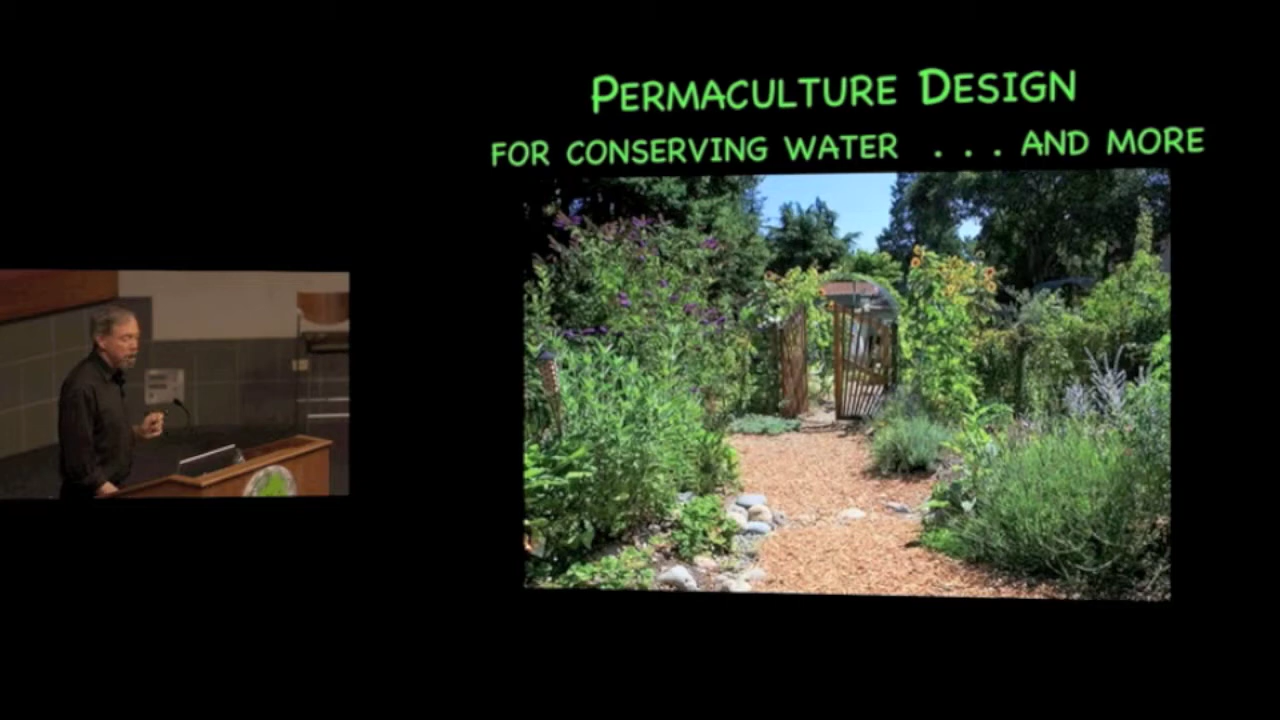 PERMACULTURE DESIGN
FOR CONSERVING WATER . . . AND MORE